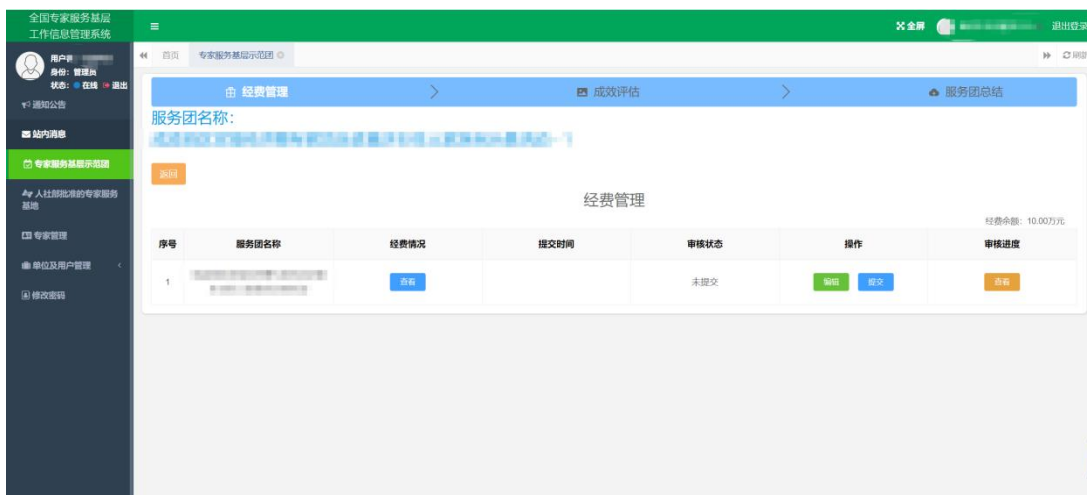 全国专家服务基层
工作信息管理系统
全屏
退出登录
用户
身份：管理员
状态：在线 退出
首页 专家服务基层示范团
刷新
通知公告
站内消息
专家服务基层示范团
人社部批准的专家服务
基地
专家管理
单位及用户管理
修改密码
经费管理 成效评估 服务团总结
服务团名称：
返回
经费管理
经费余额：10.00万元
序号 服务团名称 经费情况 提交时间 审核状态 操作 审核进度
1 查看 未提交 编辑 提交 查看